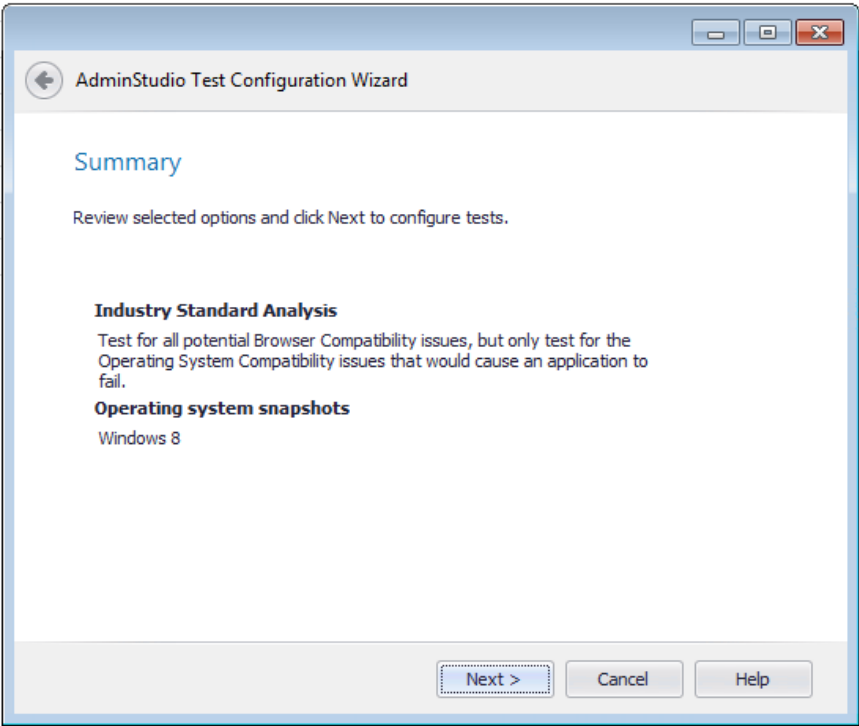 AdminStudio Test Configuration Wizard
Summary
Review selected options and click Next to configure tests.
Industry Standard Analysis
Test for all potential Browser Compatibility issues, but only test for the
Operating System Compatibility issues that would cause an application to
fail.
Operating system snapshots
Windows 8
Next >
Cancel
Help